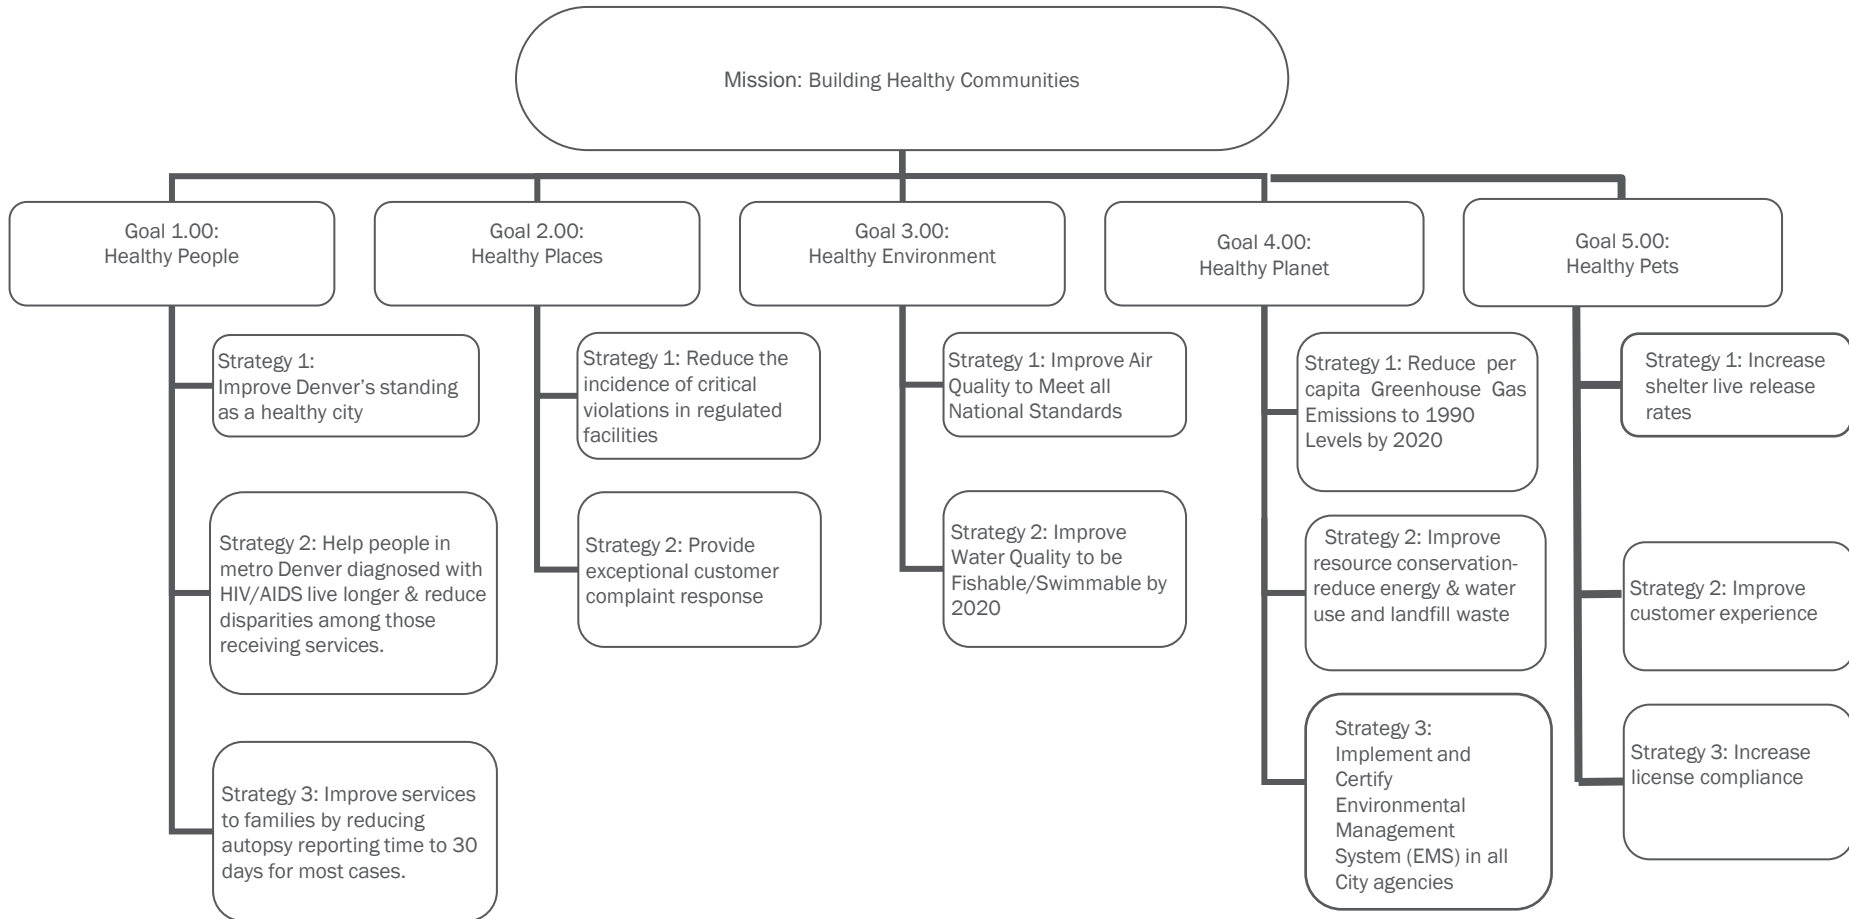 Mission: Building Healthy Communities
Goal 1.00:
Healthy People
Strategy 1:
Improve Denver’s standing
as a healthy city
Strategy 2: Help people in
metro Denver diagnosed with
HIV/AIDS live longer & reduce
disparities among those
receiving services.
Strategy 3: Improve services
to families by reducing
autopsy reporting time to 30
days for most cases.
Goal 2.00:
Healthy Places
Strategy 1: Reduce the
incidence of critical
violations in regulated
facilities
Strategy 2: Provide
exceptional customer
complaint response
Goal 3.00:
Healthy Environment
Strategy 1: Improve Air
Quality to Meet all
National Standards
Strategy 2: Improve
Water Quality to be
Fishable/Swimmable by
2020
Goal 4.00:
Healthy Planet
Strategy 1: Reduce per
capita Greenhouse Gas
Emissions to 1990
Levels by 2020
Strategy 2: Improve
resource conservation-
reduce energy & water
use and landfill waste
Strategy 3:
Implement and
Certify
Environmental
Management
System (EMS) in all
City agencies
Goal 5.00:
Healthy Pets
Strategy 1: Increase
shelter live release
rates
Strategy 2: Improve
customer experience
Strategy 3: Increase
license compliance